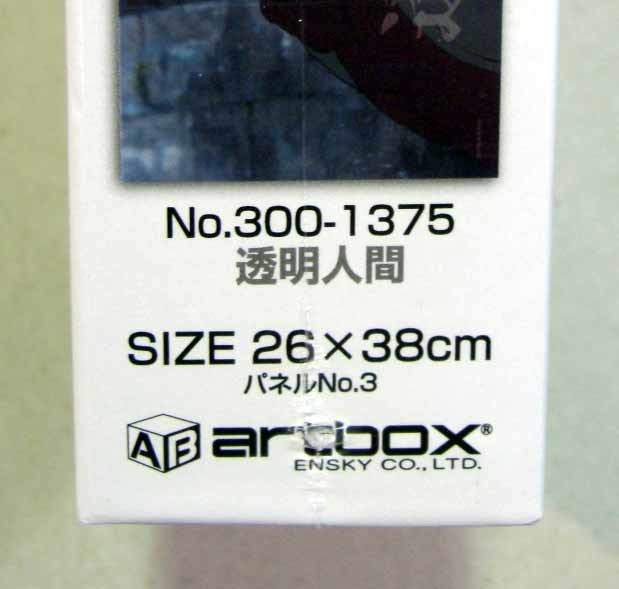 No.300-1375
透明人間
SIZE 26×38cm
パネルNo.3
AB artbox®
ENSKY CO., LTD.